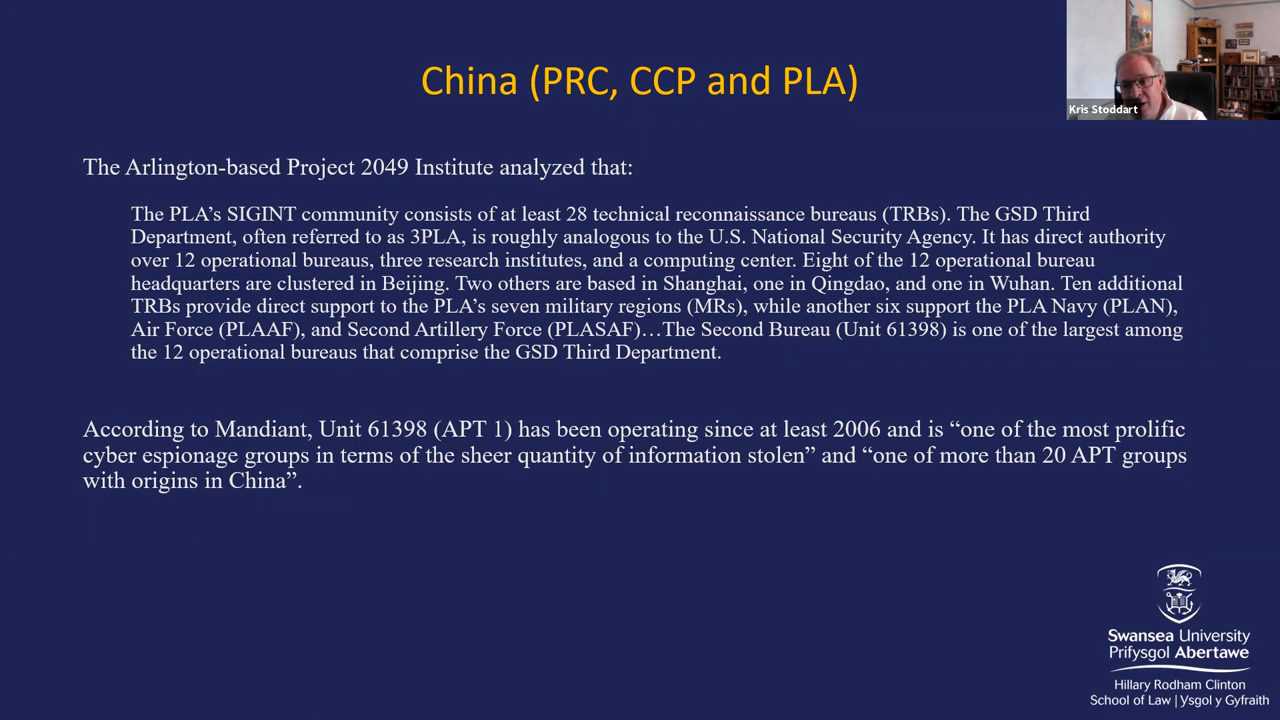 China (PRC, CCP and PLA)
Kris Stoddart
The Arlington-based Project 2049 Institute analyzed that:
The PLA’s SIGINT community consists of at least 28 technical reconnaissance bureaus (TRBs). The GSD Third
Department, often referred to as 3PLA, is roughly analogous to the U.S. National Security Agency. It has direct authority
over 12 operational bureaus, three research institutes, and a computing center. Eight of the 12 operational bureau
headquarters are clustered in Beijing. Two others are based in Shanghai, one in Qingdao, and one in Wuhan. Ten additional
TRBs provide direct support to the PLA’s seven military regions (MRs), while another six support the PLA Navy (PLAN),
Air Force (PLAAF), and Second Artillery Force (PLASAF)…The Second Bureau (Unit 61398) is one of the largest among
the 12 operational bureaus that comprise the GSD Third Department.
According to Mandiant, Unit 61398 (APT 1) has been operating since at least 2006 and is “one of the most prolific
cyber espionage groups in terms of the sheer quantity of information stolen” and “one of more than 20 APT groups
with origins in China”.
Swansea University
Prifysgol Abertawe
Hillary Rodham Clinton
School of Law | Ysgol y Gyfraith